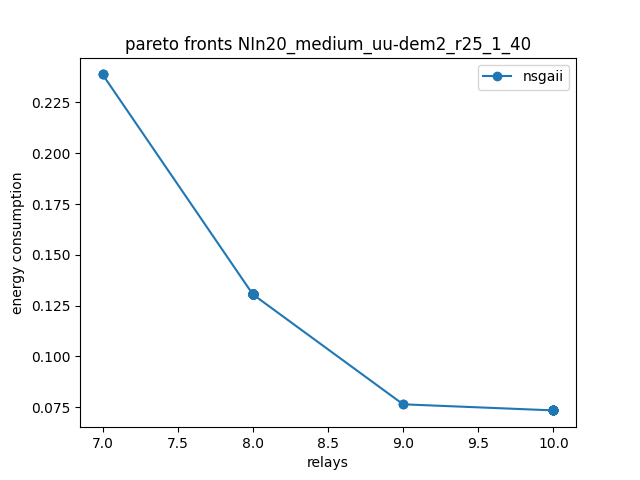 pareto fronts NIn20_medium_uu-dem2_r25_1_40
nsgaii
0.225
0.200
0.175
0.150
0.125
0.100
0.075
energy consumption
7.0 7.5 8.0 8.5 9.0 9.5 10.0
relays